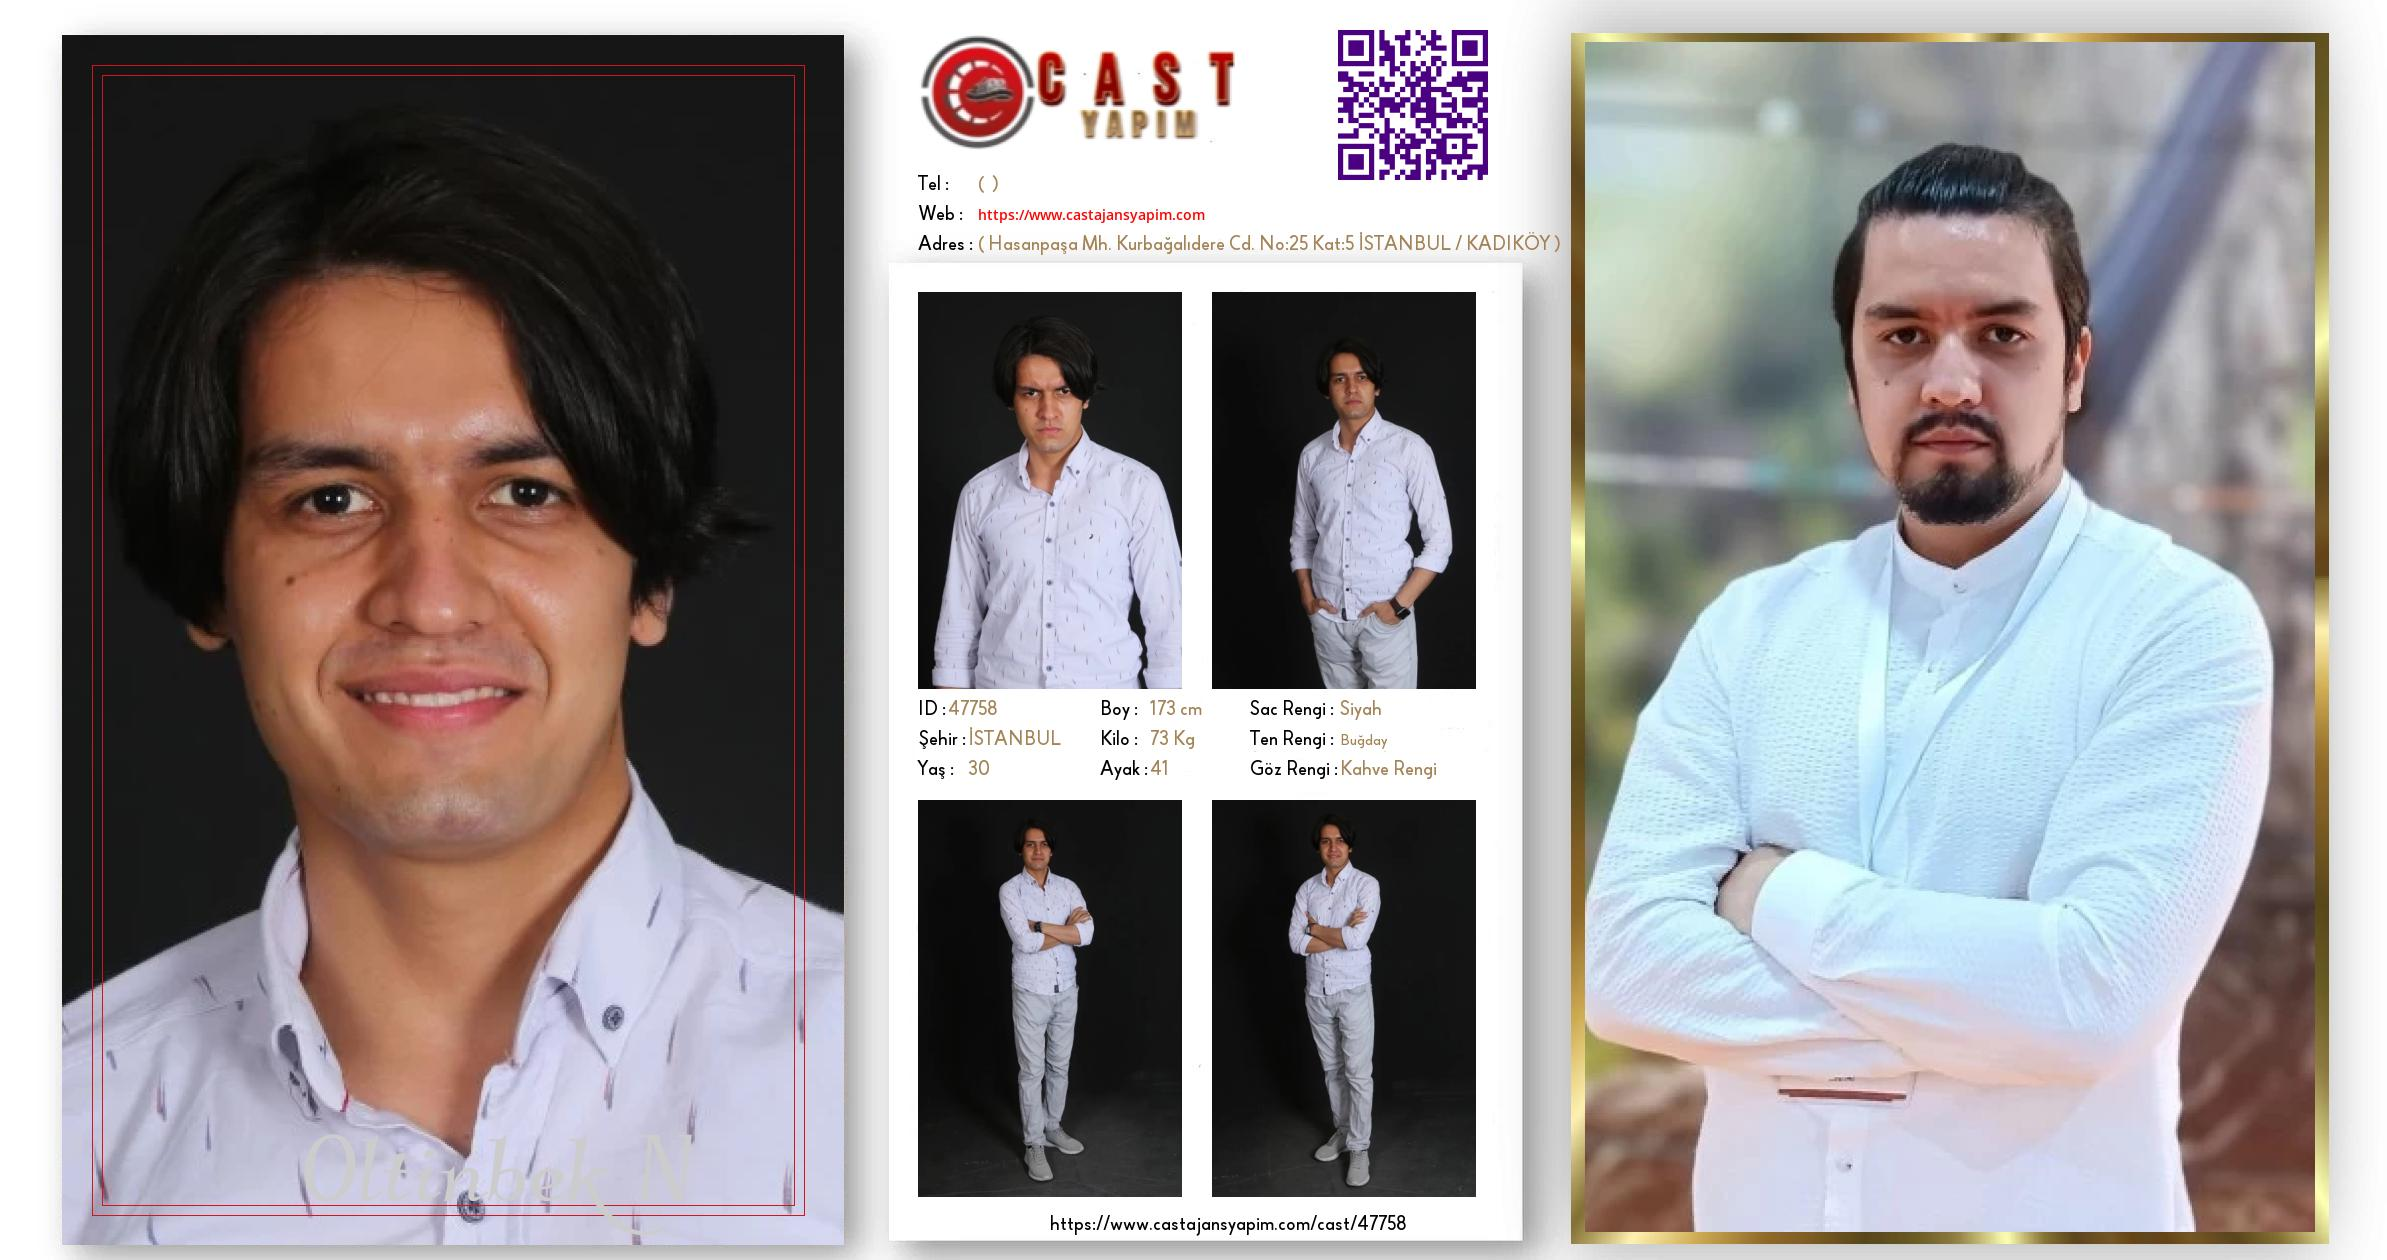 CAST
YAPIM
Tel : ( )
Web : https://www.castajansyapim.com
Adres : ( Hasanpaşa Mh. Kurbağalıdere Cd. No:25 Kat:5 İSTANBUL / KADIKÖY )
ID : 47758 Boy : 173 cm Sac Rengi : Siyah
Şehir : İSTANBUL Kilo : 73 Kg Ten Rengi : Buğday
Yaş : 30 Ayak : 41 Göz Rengi : Kahve Rengi
https://www.castajansyapim.com/cast/47758
Oltinbek N